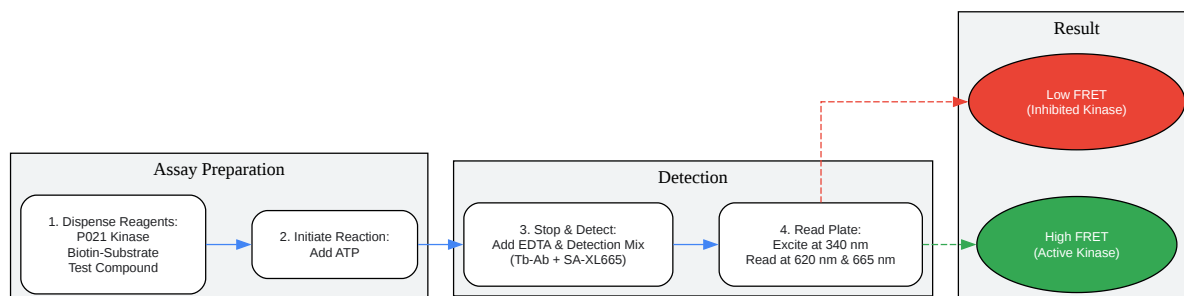 Assay Preparation
1. Dispense Reagents:
P021 Kinase
Biotin-Substrate
Test Compound
2. Initiate Reaction:
Add ATP
Detection
3. Stop & Detect:
Add EDTA & Detection Mix
(Tb-Ab + SA-XL665)
4. Read Plate:
Excite at 340 nm
Read at 620 nm & 665 nm
Result
Low FRET
(Inhibited Kinase)
High FRET
(Active Kinase)